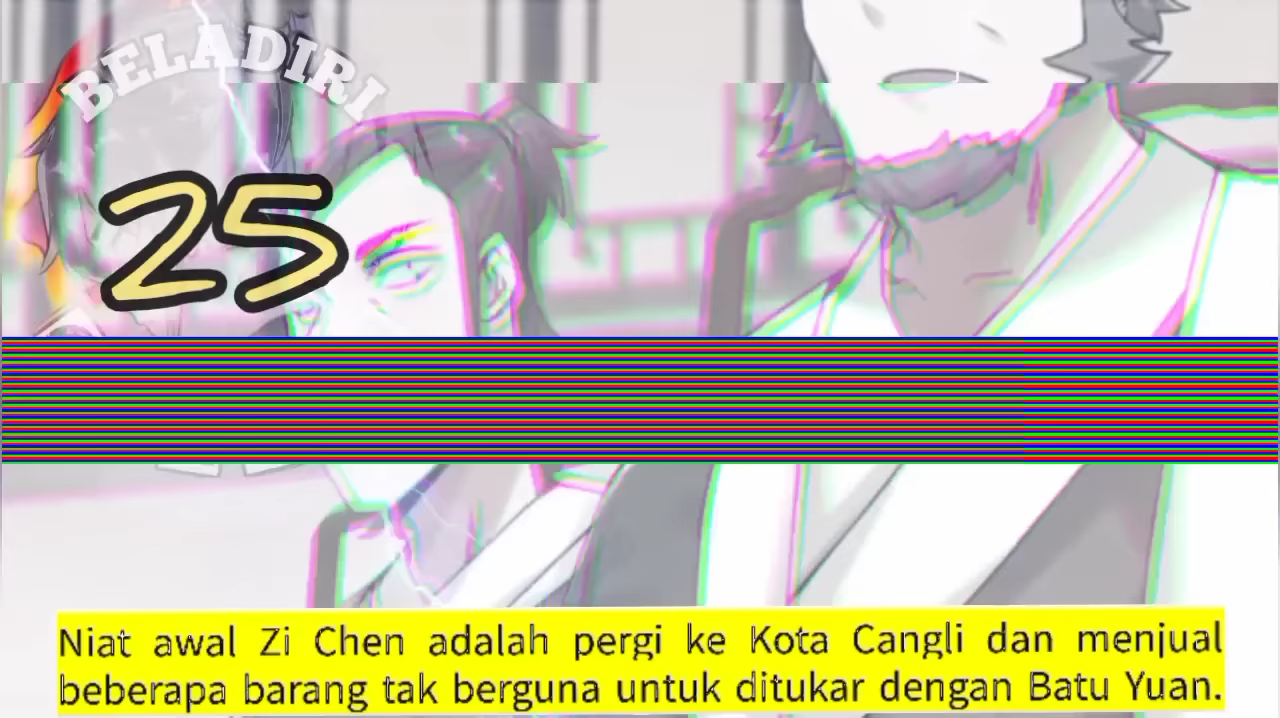 BELADIRI
25
Niat awal Zi Chen adalah pergi ke Kota Cangli dan menjual
beberapa barang tak berguna untuk ditukar dengan Batu Yuan.